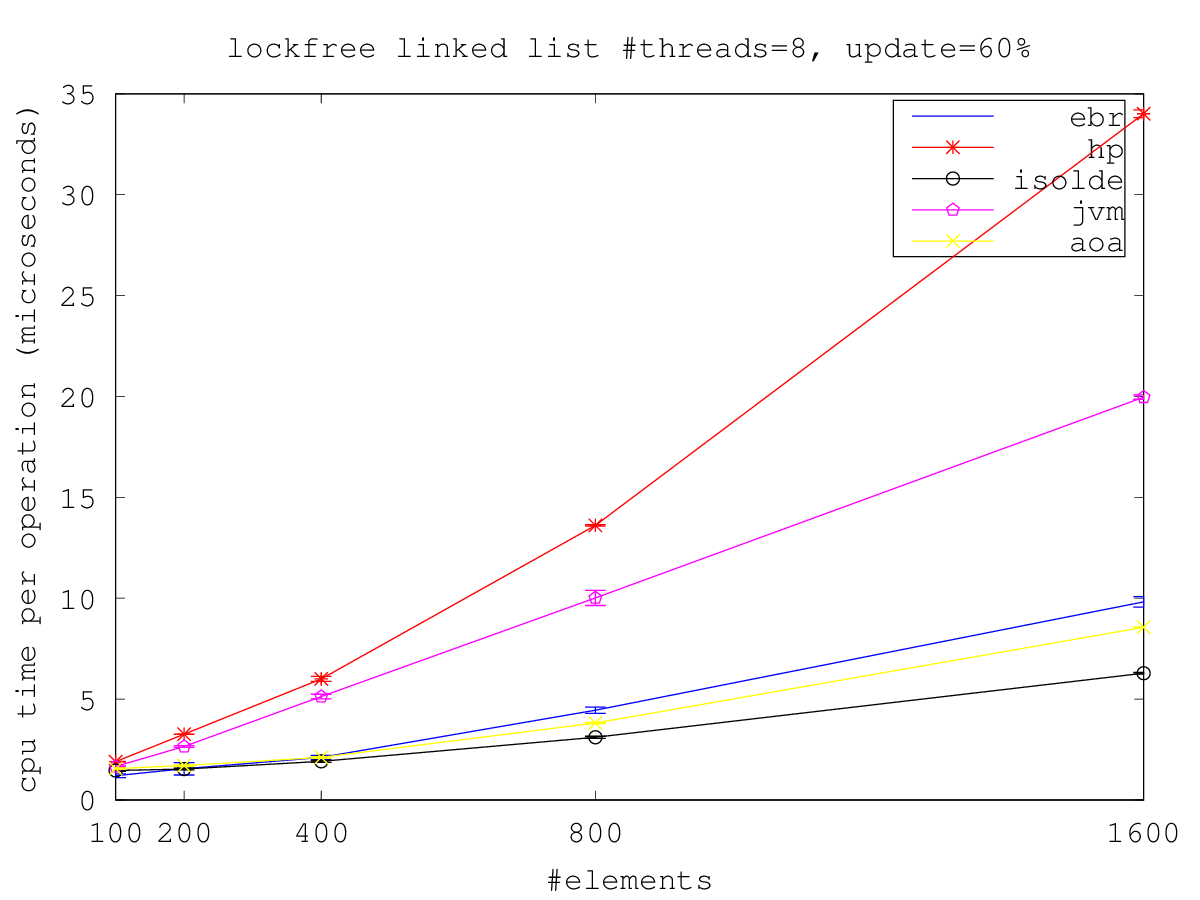 lockfree linked list #threads=8, update=60%
cpu time per operation (microseconds)
35
30
25
20
15
10
5
0
ebr
hp
isolde
jvm
aoa
100 200 400 800 1600
#elements